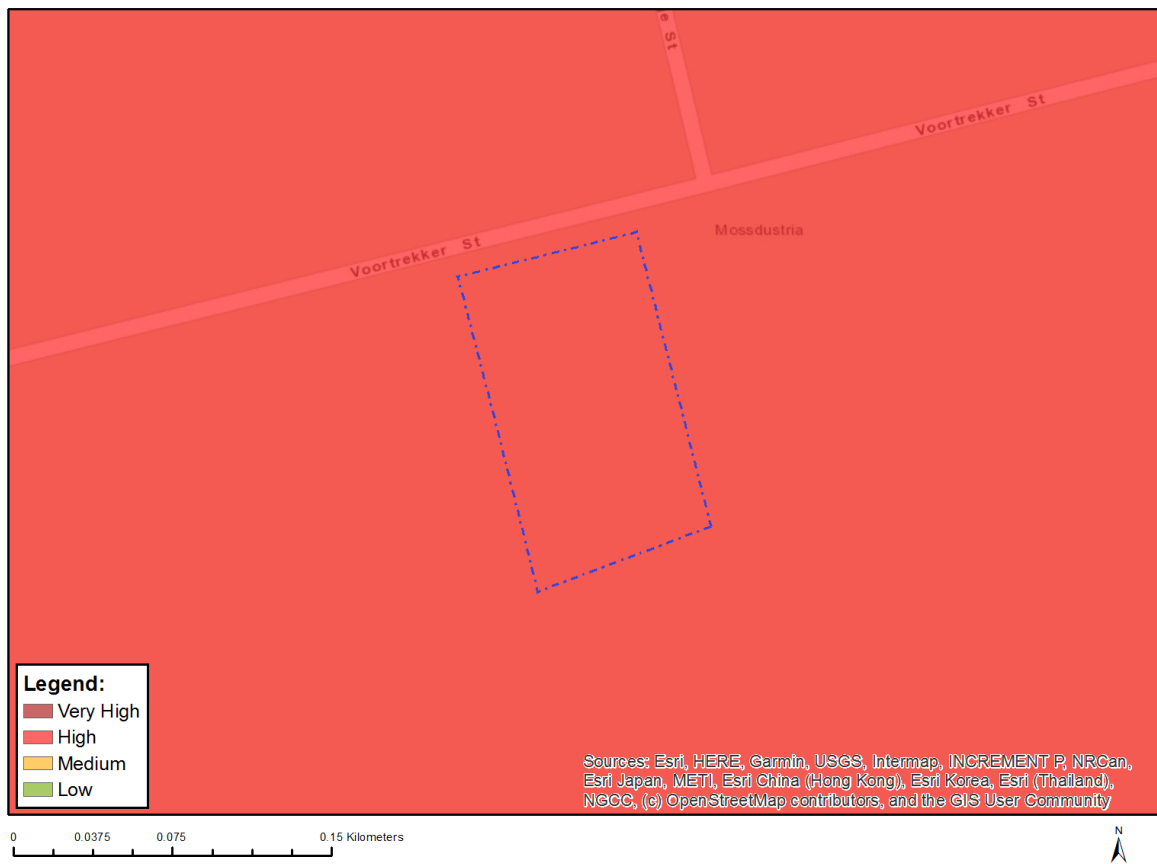 e St
Voortrekker St
Mossdustria
Voortrekker St
Legend:
Very High
High
Medium
Low
Sources: Esri, HERE, Garmin, USGS, Intermap, INCREMENT P, NRCan,
Esri Japan, METI, Esri China (Hong Kong), Esri Korea, Esri (Thailand),
NGCC, (c) OpenStreetMap contributors, and the GIS User Community
0 0.0375 0.075 0.15 Kilometers
N